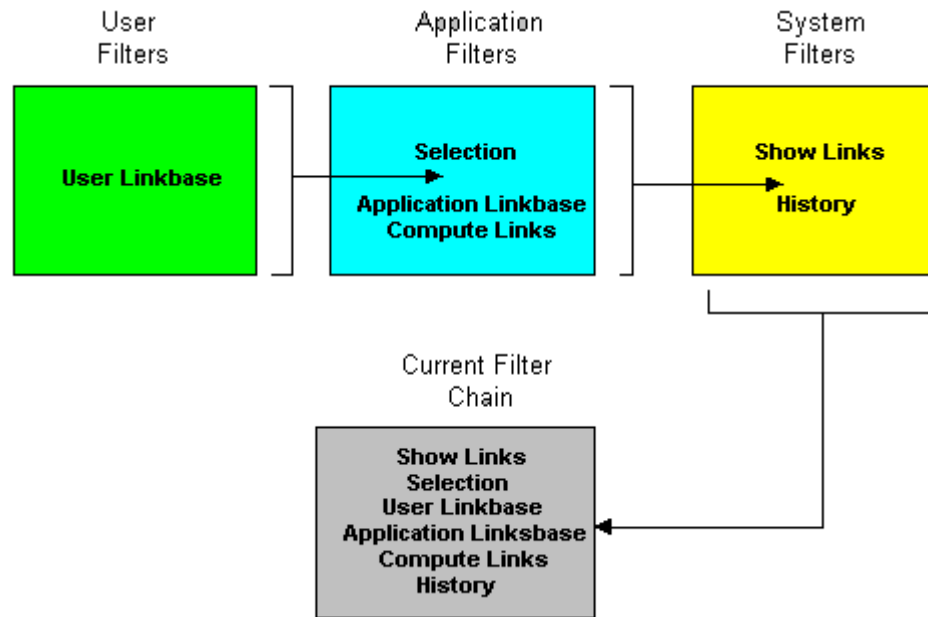 User
Filters
Application
Filters
System
Filters
User Linkbase
Selection
Application Linkbase
Compute Links
Show Links
History
Current Filter
Chain
Show Links
Selection
User Linkbase
Application Linksbase
Compute Links
History